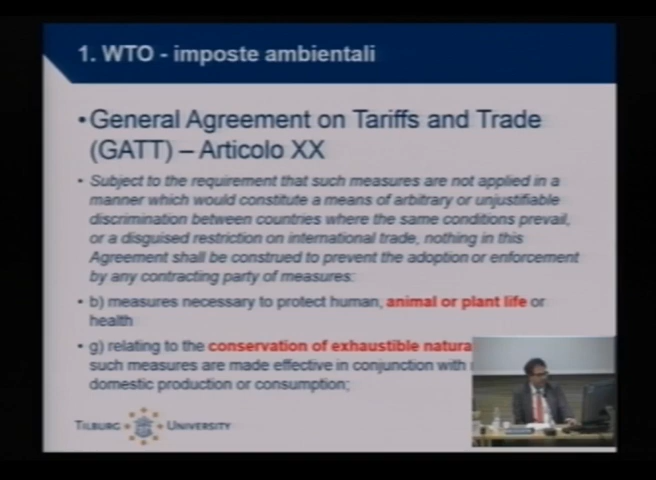 1. WTO - imposte ambientali
•General Agreement on Tariffs and Trade
(GATT) – Articolo XX
• Subject to the requirement that such measures are not applied in a
manner which would constitute a means of arbitrary or unjustifiable
discrimination between countries where the same conditions prevail,
or a disguised restriction on international trade, nothing in this
Agreement shall be construed to prevent the adoption or enforcement
by any contracting party of measures:
• b) measures necessary to protect human, animal or plant life or
health
• g) relating to the conservation of exhaustible natura
such measures are made effective in conjunction with
domestic production or consumption;
TILBURG UNIVERSITY